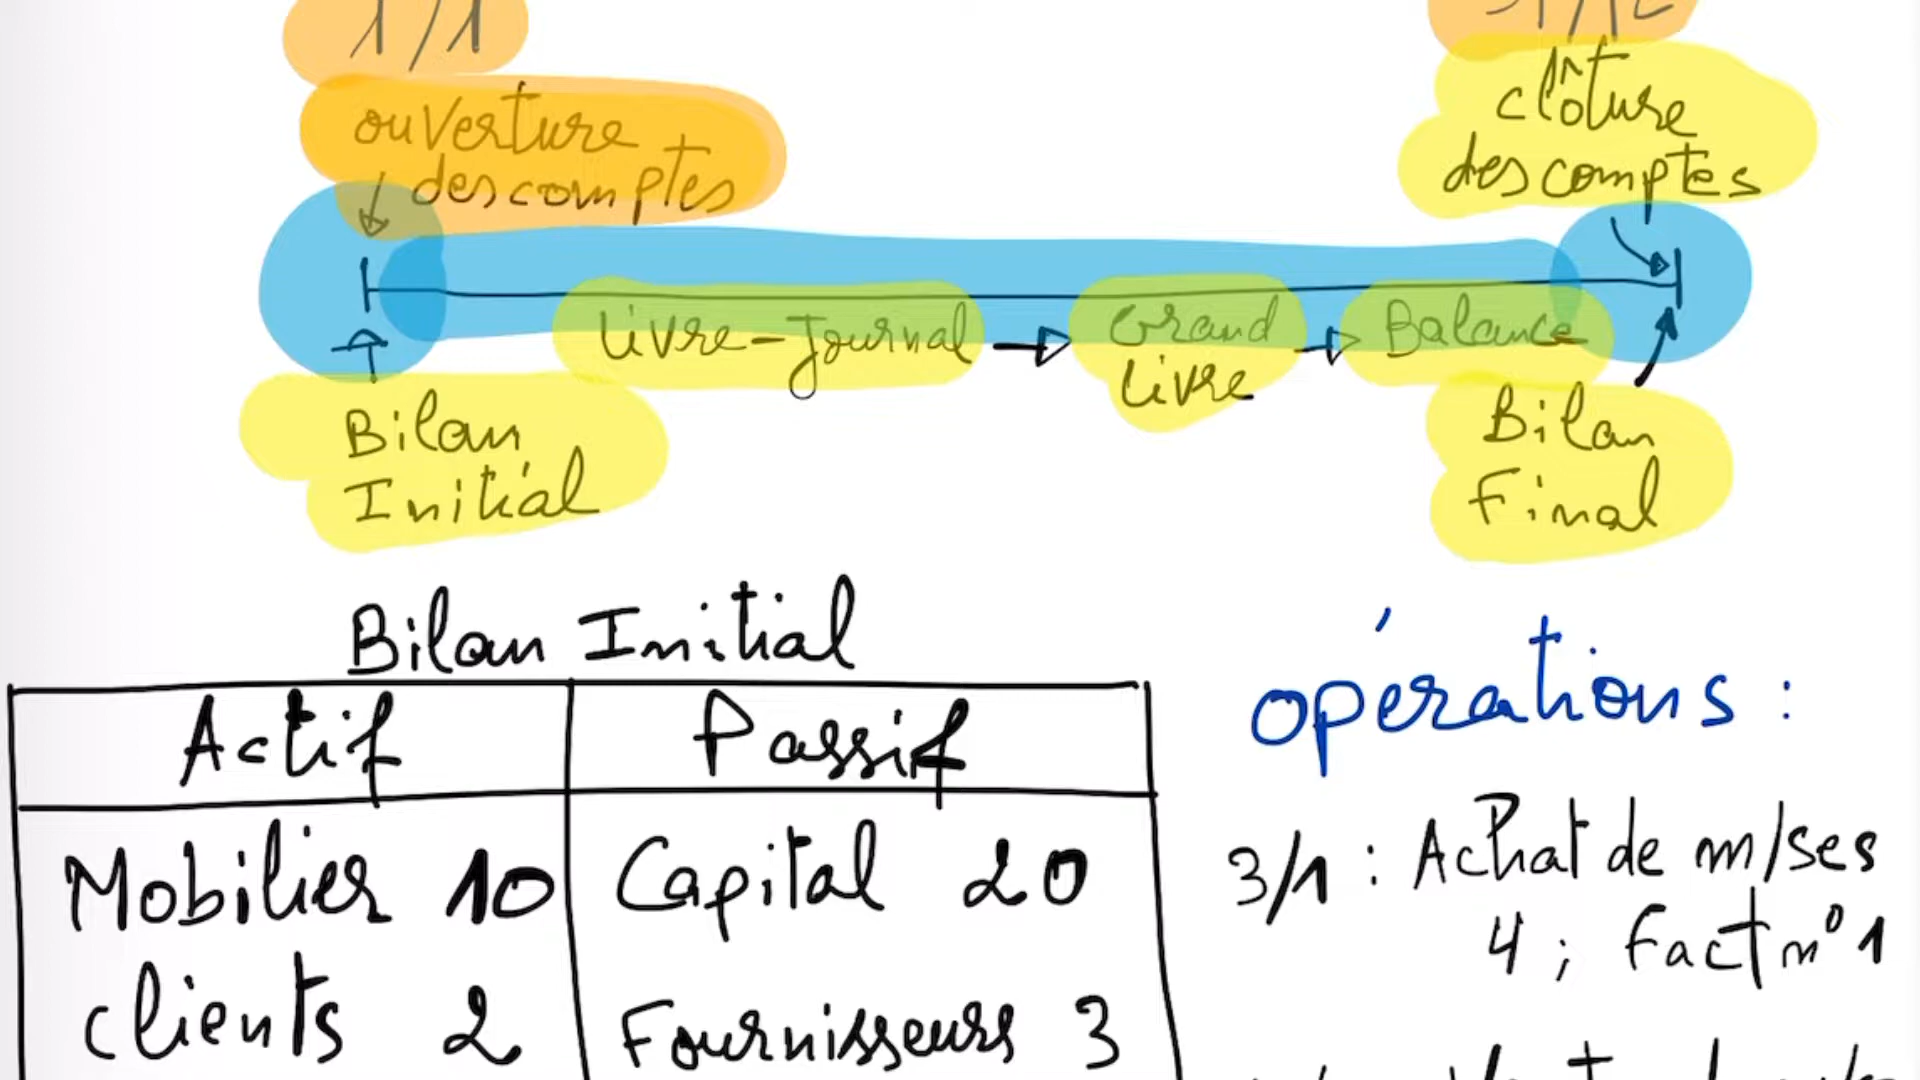 1/1
31/12
ouverture
des comptes
clôture
des comptes
Livre-Journal
Grand
Livre
Balance
Bilan
Initial
Bilan
Final
Bilan Initial
Actif
Passif
Mobilier 10
Capital 20
clients 2
Fournisseurs 3
opérations :
3/1 : Achat de m/ses
4 ; Fact n° 1